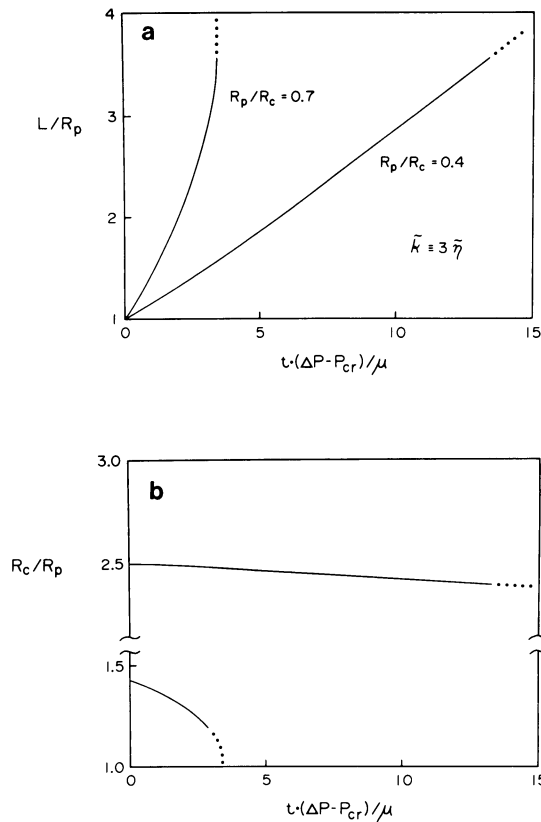 a
4
3
2
1
L/Rp
Rp/Rc = 0.7
Rp/Rc = 0.4
k̃ ≡ 3 η̃
0 5 10 15
t·(ΔP-Pcr)/μ
b
3.0
2.5
1.5
1.0
Rc/Rp
0 5 10 15
t·(ΔP-Pcr)/μ